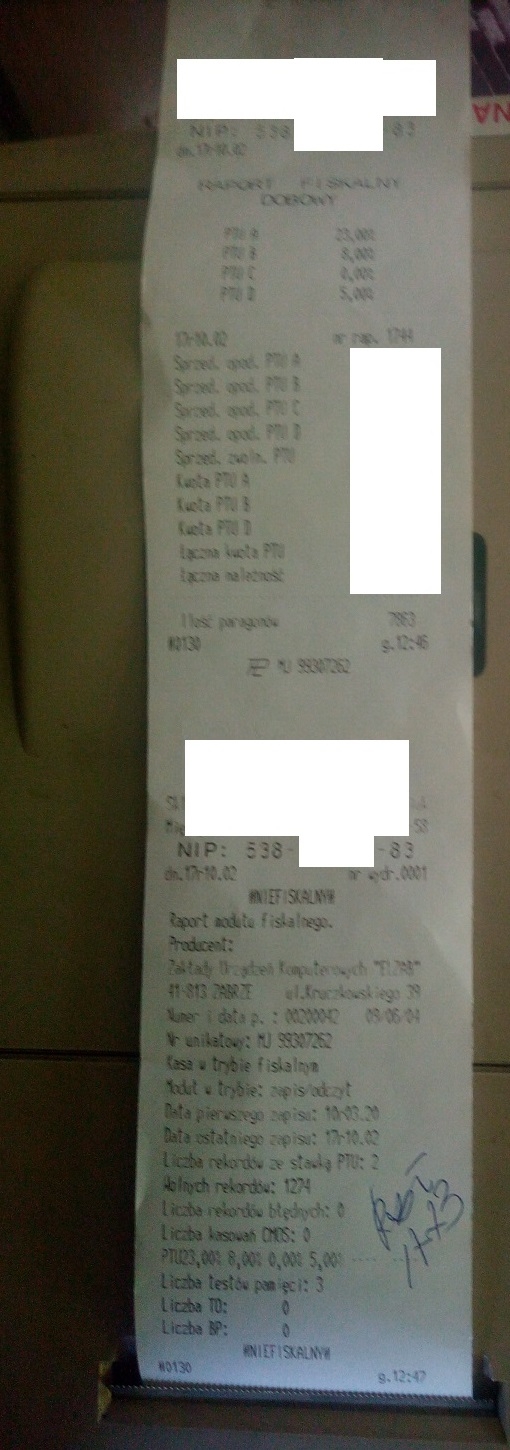 NIP: 538 83
dn.17r10.02
RAPORT FISKALNY
DOBOWY
PTU A 23,00%
PTU B 8,00%
PTU C 0,00%
PTU D 5,00%
17r10.02 nr rap. 1744
Sprzed. opod. PTU A
Sprzed. opod. PTU B
Sprzed. opod. PTU C
Sprzed. opod. PTU D
Sprzed. zwoln. PTU
Kwota PTU A
Kwota PTU B
Kwota PTU D
Łączna kwota PTU
Łączna należność
Ilość paragonów 7863
#0130 g.12:46
MJ 99307262
58
NIP: 538- -83
dn.17r10.02 nr wydr.0001
#NIEFISKALNY#
Raport modułu fiskalnego.
Producent:
Zakłady Urządzeń Komputerowych "ELZAB"
41-813 ZABRZE ul.Kruczkowskiego 39
Numer i data p. : 00200042 09/06/04
Nr unikatowy: MJ 99307262
Kasa w trybie fiskalnym
Moduł w trybie: zapis/odczyt
Data pierwszego zapisu: 10r03.20
Data ostatniego zapisu: 17r10.02
Liczba rekordów ze stawką PTU: 2
Wolnych rekordów: 1274
Liczba rekordów błędnych: 0
Liczba kasowań CMOS: 0
PTU23,00% 8,00% 0,00% 5,00% ---- ----
Liczba testów pamięci: 3
Liczba TO: 0
Liczba BP: 0
#NIEFISKALNY#
#0130 g.12:47